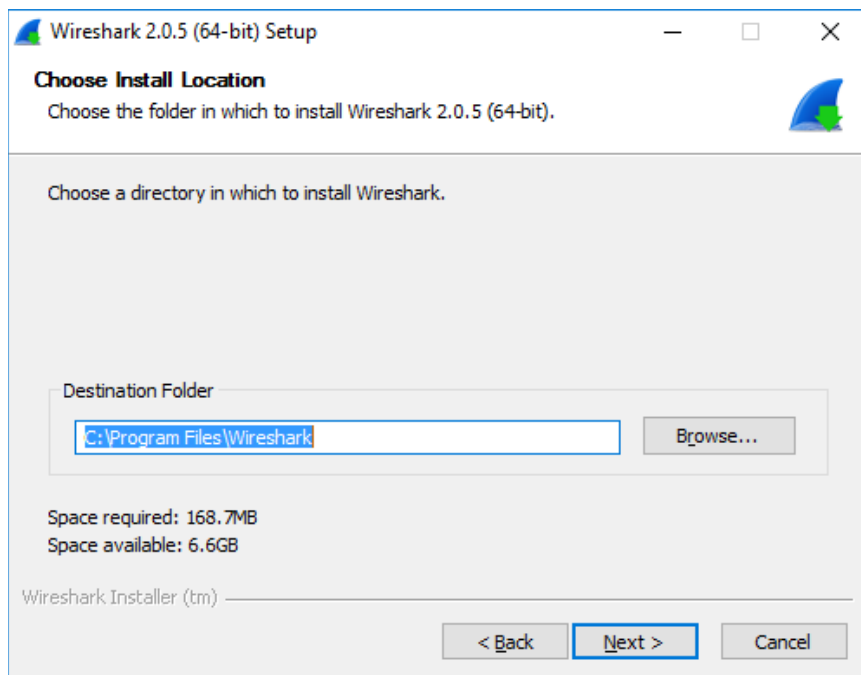 Wireshark 2.0.5 (64-bit) Setup
Choose Install Location
Choose the folder in which to install Wireshark 2.0.5 (64-bit).
Choose a directory in which to install Wireshark.
Destination Folder
C:\Program Files\Wireshark
Browse...
Space required: 168.7MB
Space available: 6.6GB
Wireshark Installer (tm)
< Back Next > Cancel